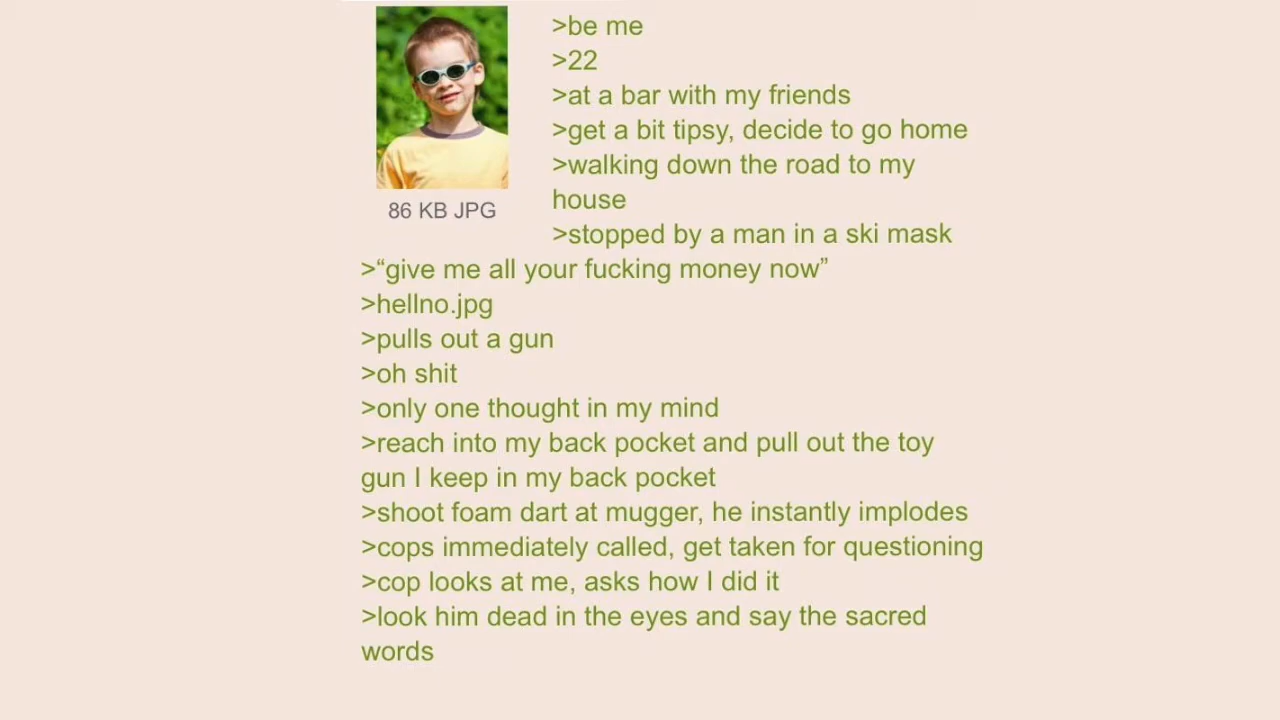 >be me
>22
>at a bar with my friends
>get a bit tipsy, decide to go home
>walking down the road to my
house
>stopped by a man in a ski mask
86 KB JPG
>“give me all your fucking money now”
>hellno.jpg
>pulls out a gun
>oh shit
>only one thought in my mind
>reach into my back pocket and pull out the toy
gun I keep in my back pocket
>shoot foam dart at mugger, he instantly implodes
>cops immediately called, get taken for questioning
>cop looks at me, asks how I did it
>look him dead in the eyes and say the sacred
words